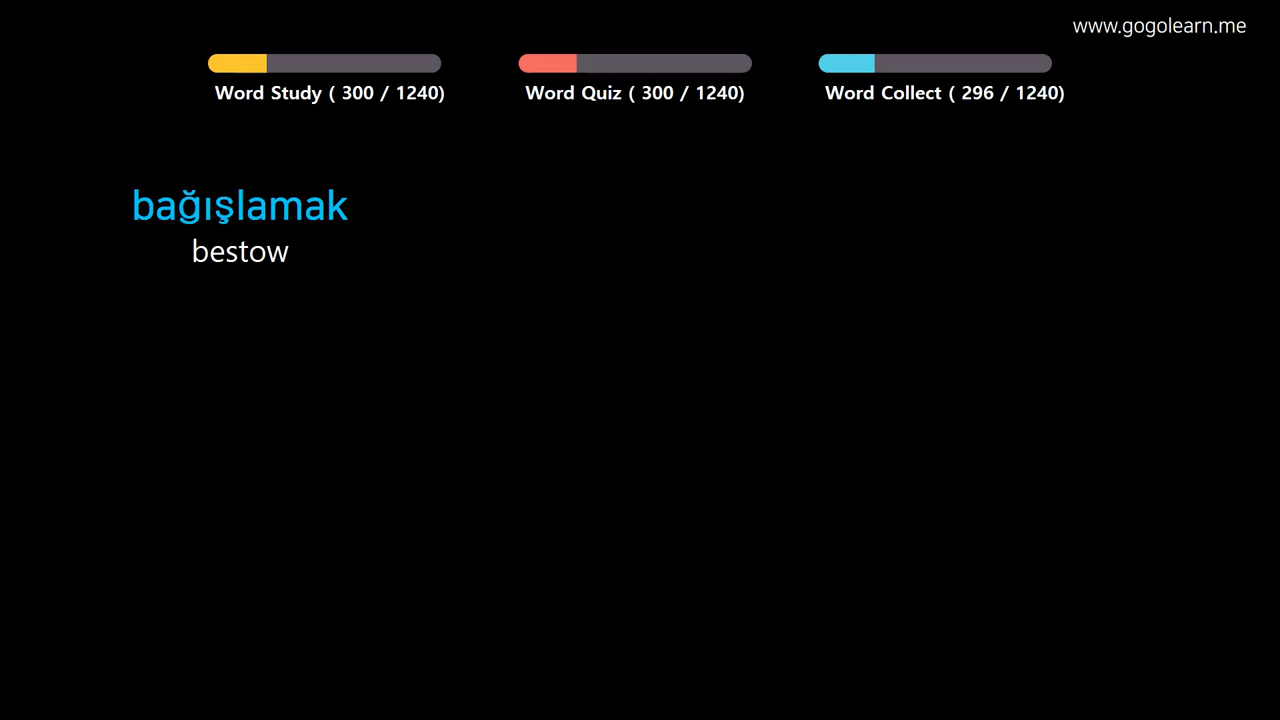 www.gogolearn.me
Word Study ( 300 / 1240)
Word Quiz ( 300 / 1240)
Word Collect ( 296 / 1240)
bağışlamak
bestow